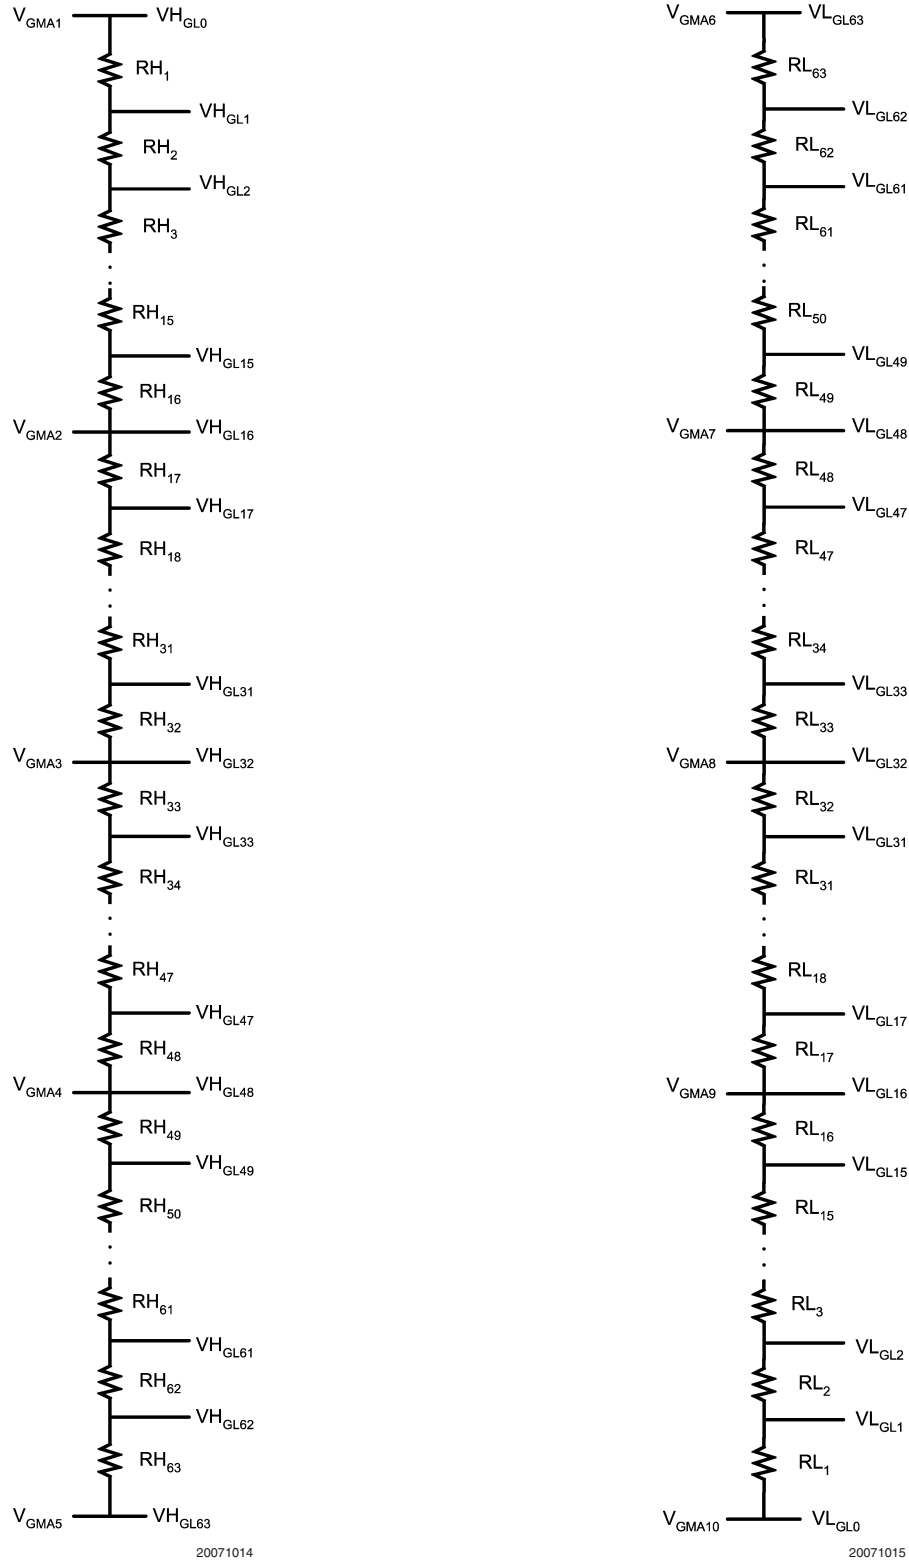 VGMA1 VHGL0
RH1
VHGL1
RH2
VHGL2
RH3
RH15
VHGL15
RH16
VGMA2 VHGL16
RH17
VHGL17
RH18
RH31
VHGL31
RH32
VGMA3 VHGL32
RH33
VHGL33
RH34
RH47
VHGL47
RH48
VGMA4 VHGL48
RH49
VHGL49
RH50
RH61
VHGL61
RH62
VHGL62
RH63
VGMA5 VHGL63
20071014
VGMA6 VLGL63
RL63
VLGL62
RL62
VLGL61
RL61
RL50
VLGL49
RL49
VGMA7 VLGL48
RL48
VLGL47
RL47
RL34
VLGL33
RL33
VGMA8 VLGL32
RL32
VLGL31
RL31
RL18
VLGL17
RL17
VGMA9 VLGL16
RL16
VLGL15
RL15
RL3
VLGL2
RL2
VLGL1
RL1
VGMA10 VLGL0
20071015